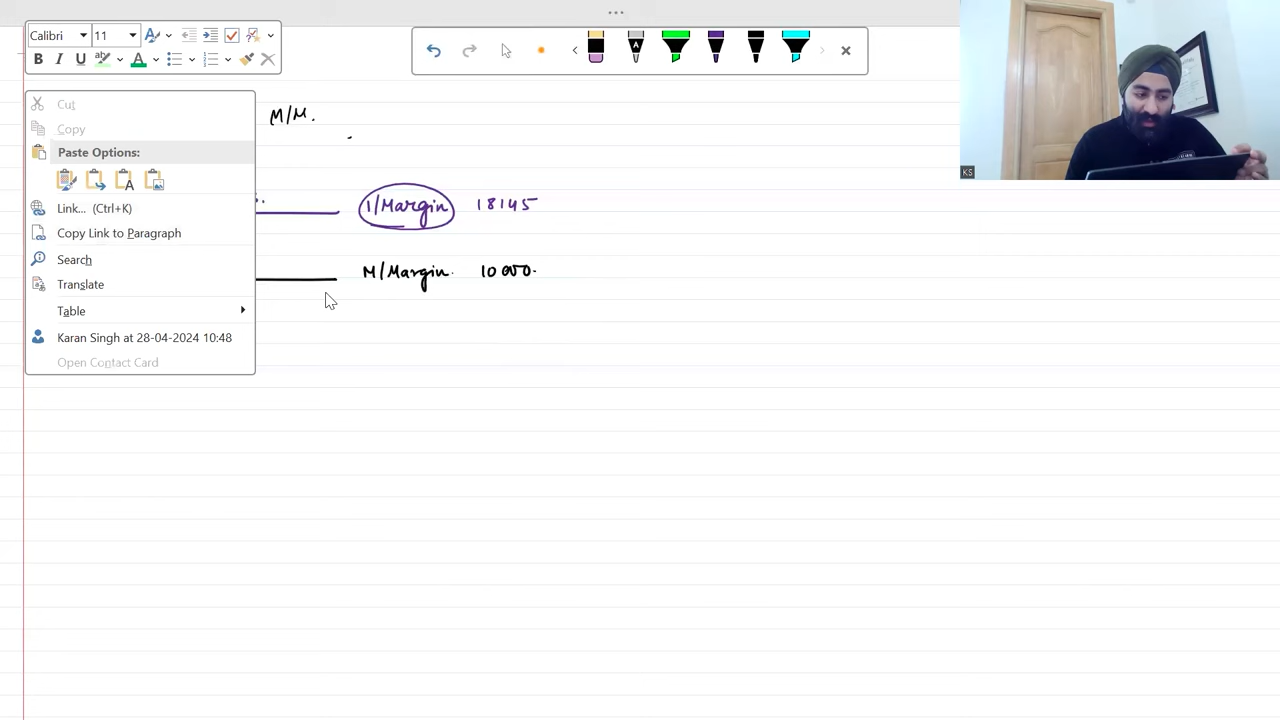 Calibri 11
B I U A
M/M.
Cut
Copy
Paste Options:
Link... (Ctrl+K)
Copy Link to Paragraph
Search
Translate
Table
Karan Singh at 28-04-2024 10:48
Open Contact Card
I/Margin 18145
M/Margin. 10000.
KS